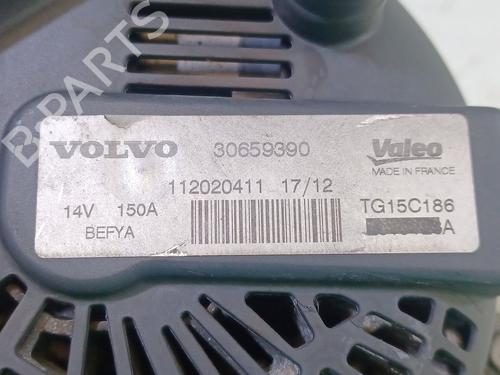 B-PARTS
VOLVO 30659390 Valeo
MADE IN FRANCE
112020411 17/12
14V 150A TG15C186
BEFYA A